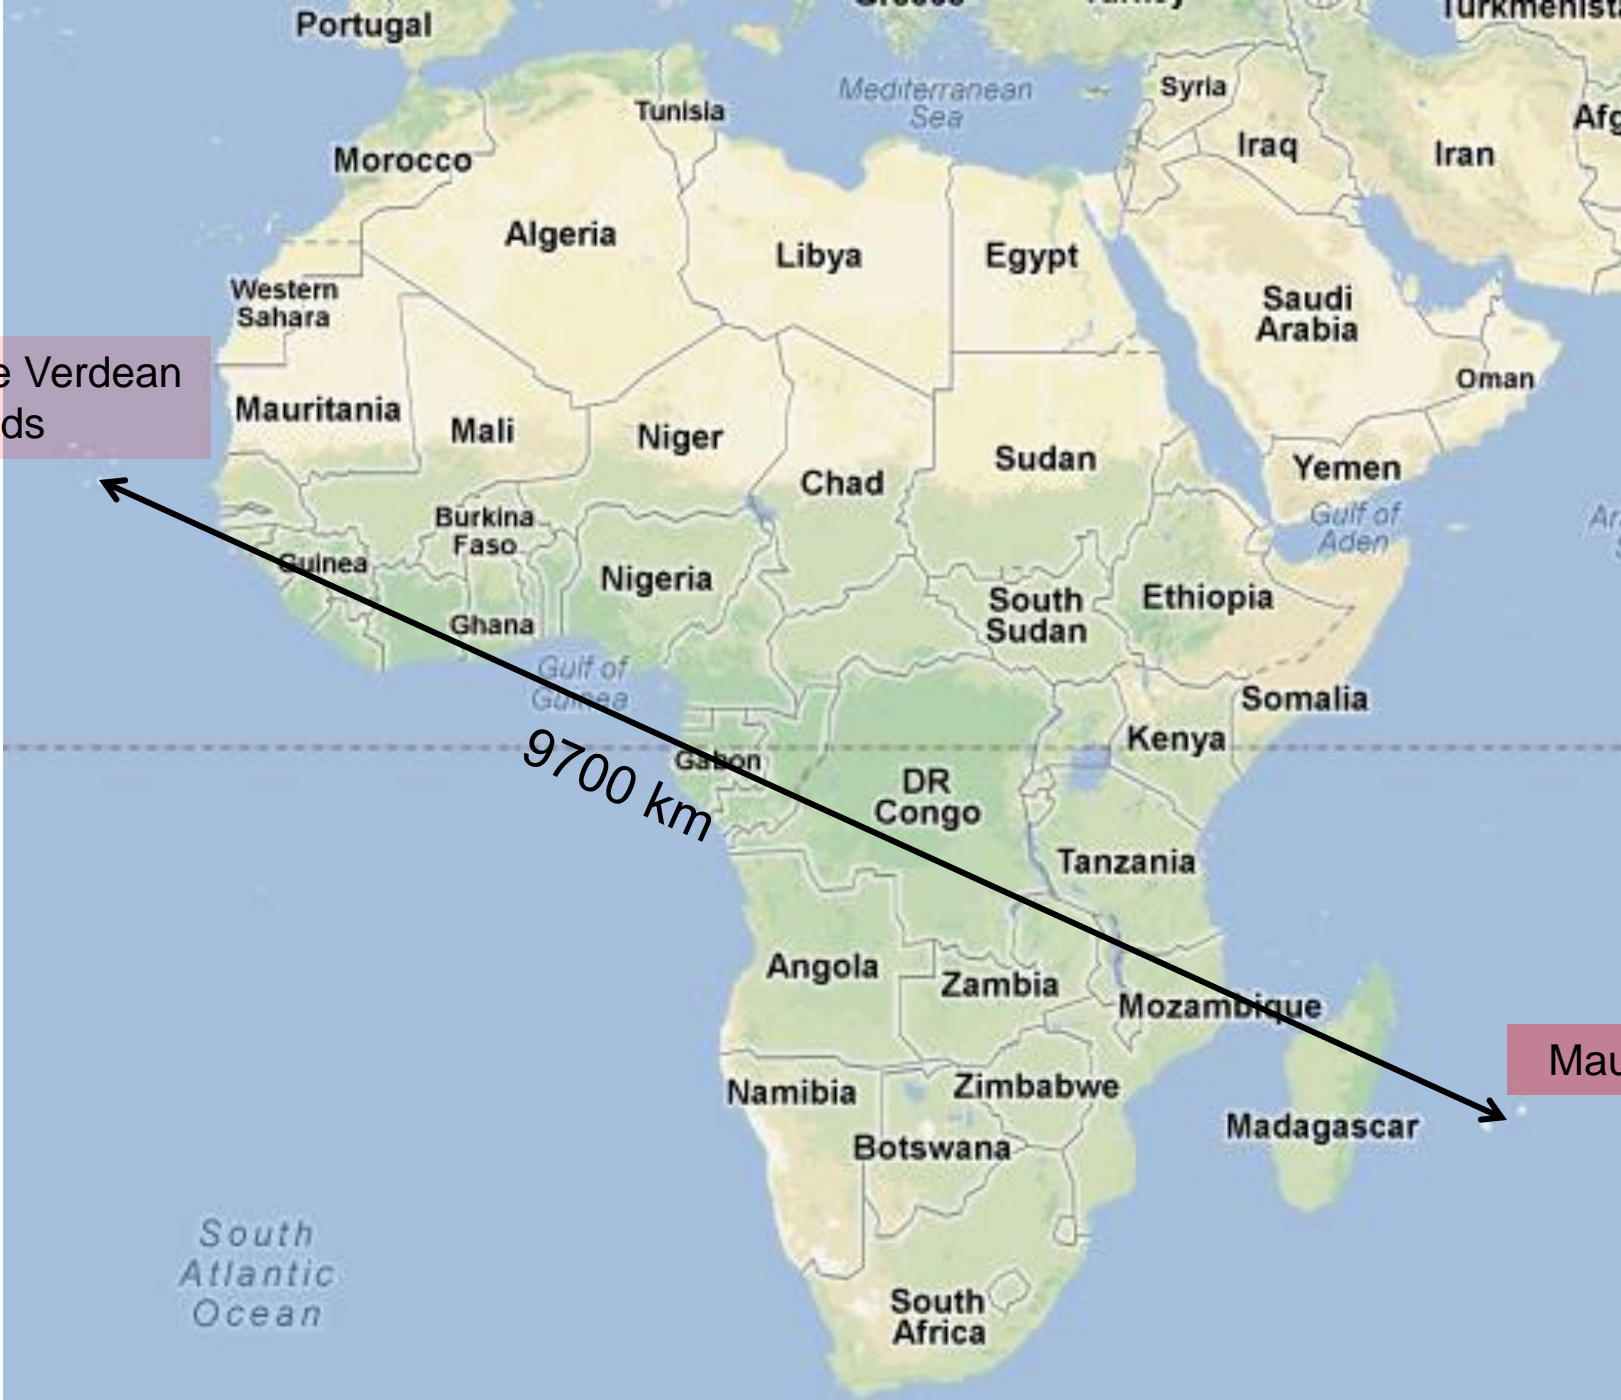 Portugal
Tunisia
Mediterranean
Sea
Syria
Iraq
Iran
Morocco
Algeria
Libya
Egypt
Western
Sahara
Saudi
Arabia
e Verdean
ds
Oman
Mauritania
Mali
Niger
Chad
Sudan
Yemen
Gulf of
Aden
Burkina
Faso
Guinea
Nigeria
Ghana
South
Sudan
Ethiopia
Gulf of
Guinea
Somalia
Kenya
Gabon
9700 km
DR
Congo
Tanzania
Angola
Zambia
Mozambique
Mau
Namibia
Zimbabwe
Madagascar
Botswana
South
Atlantic
Ocean
South
Africa